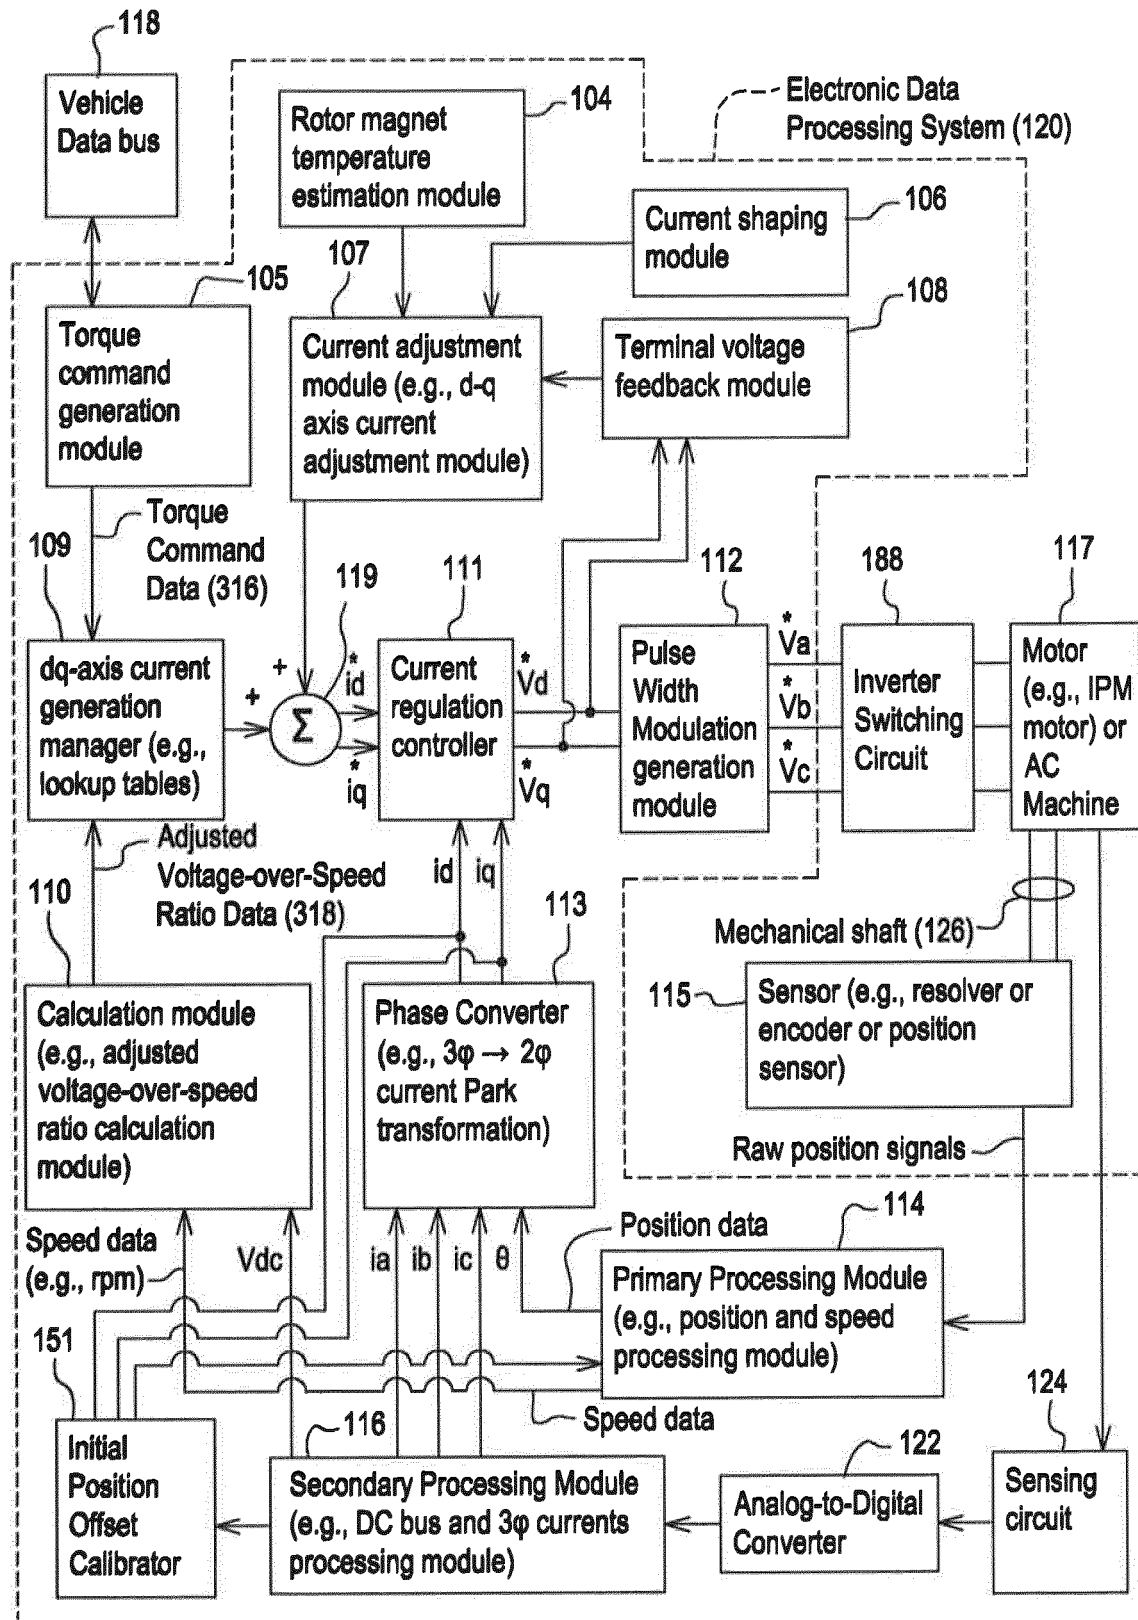 118
Vehicle
Data bus
Rotor magnet
temperature
estimation module
104
Electronic Data
Processing System (120)
Current shaping
module
106
107
105
108
Torque
command
generation
module
Current adjustment
module (e.g., d-q
axis current
adjustment module)
Terminal voltage
feedback module
Torque
Command
Data (316)
109
119
111
112
188
117
dq-axis current
generation
manager (e.g.,
lookup tables)
+
+
Σ
*
id
*
iq
Current
regulation
controller
*
Vd
*
Vq
Pulse
Width
Modulation
generation
module
*
Va
*
Vb
*
Vc
Inverter
Switching
Circuit
Motor
(e.g., IPM
motor) or
AC
Machine
Adjusted
Voltage-over-Speed
Ratio Data (318)
110
id
iq
113
Mechanical shaft (126)
Calculation module
(e.g., adjusted
voltage-over-speed
ratio calculation
module)
Phase Converter
(e.g., 3φ → 2φ
current Park
transformation)
115
Sensor (e.g., resolver or
encoder or position
sensor)
Raw position signals
Speed data
(e.g., rpm)
Vdc
ia
ib
ic
θ
Position data
114
Primary Processing Module
(e.g., position and speed
processing module)
151
Speed data
116
122
124
Initial
Position
Offset
Calibrator
Secondary Processing Module
(e.g., DC bus and 3φ currents
processing module)
Analog-to-Digital
Converter
Sensing
circuit